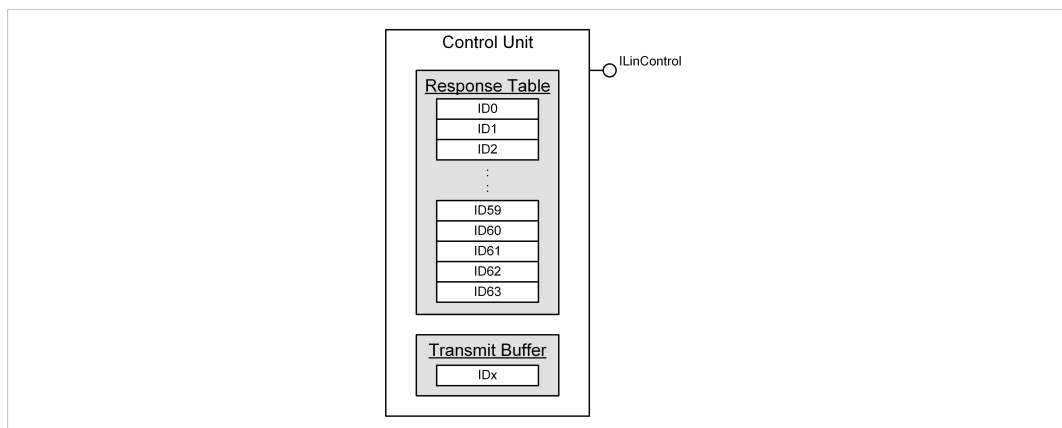 Control Unit
ILinControl
Response Table
ID0
ID1
ID2
:
:
ID59
ID60
ID61
ID62
ID63
Transmit Buffer
IDx